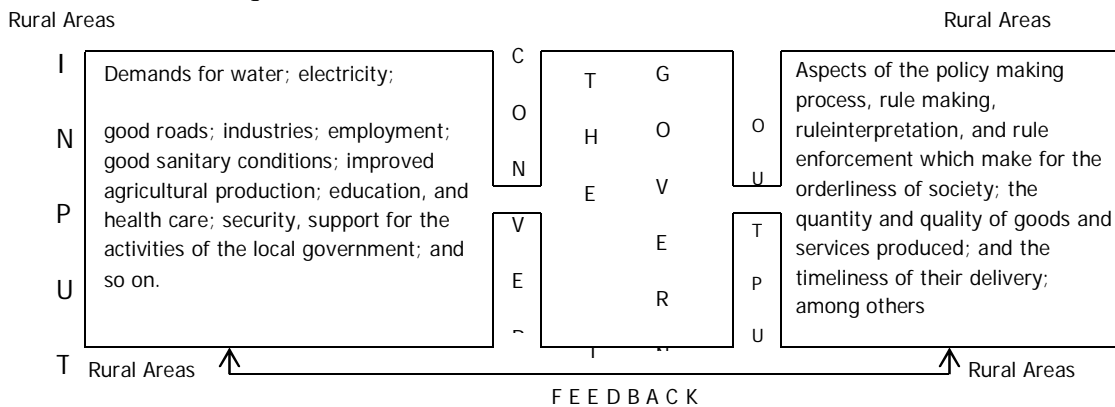 Rural Areas
Rural Areas
I
N
P
U
T
Demands for water; electricity;
good roads; industries; employment;
good sanitary conditions; improved
agricultural production; education, and
health care; security, support for the
activities of the local government; and
so on.
C
O
N
V
E
T
H
E
G
O
V
E
R
O
U
T
P
U
Aspects of the policy making
process, rule making,
ruleinterpretation, and rule
enforcement which make for the
orderliness of society; the
quantity and quality of goods and
services produced; and the
timeliness of their delivery;
among others
Rural Areas
Rural Areas
F E E D B A C K